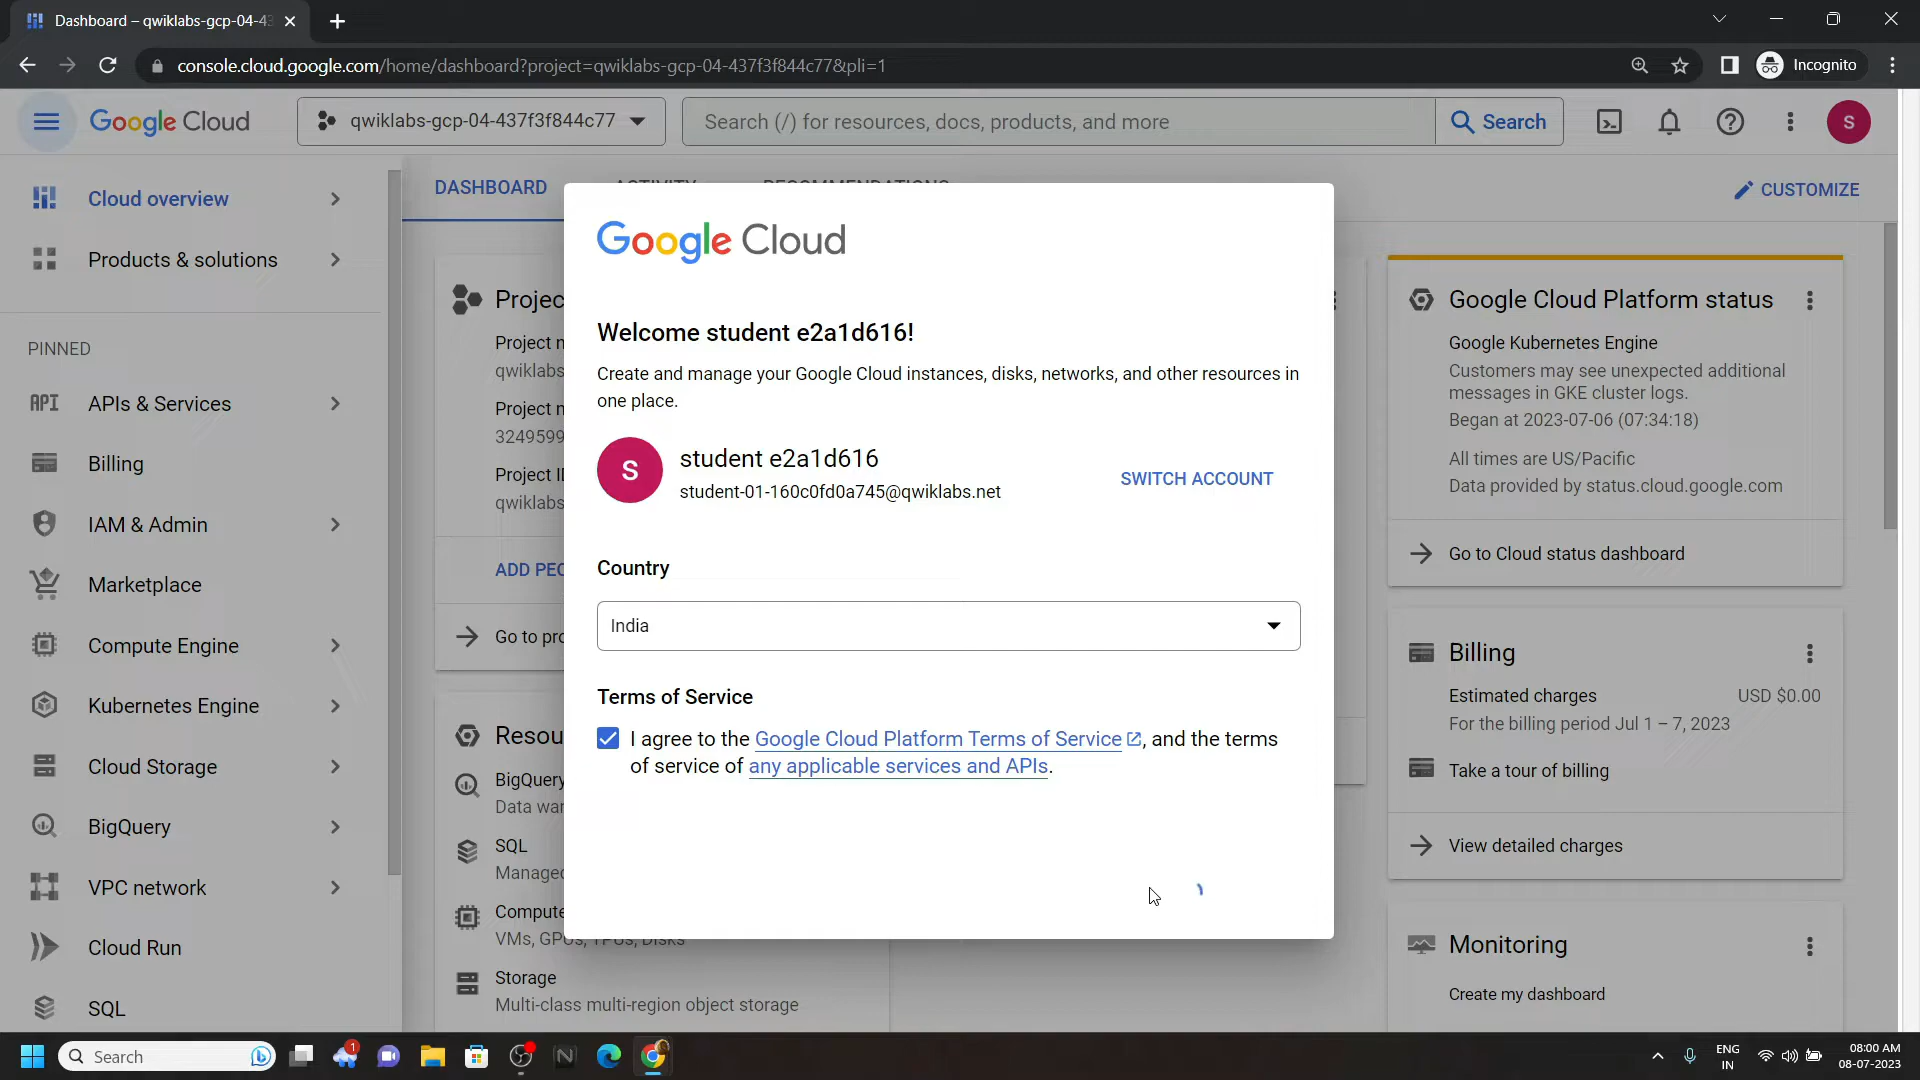 Dashboard – qwiklabs-gcp-04-43
console.cloud.google.com/home/dashboard?project=qwiklabs-gcp-04-437f3f844c77&pli=1
Incognito
Google Cloud
qwiklabs-gcp-04-437f3f844c77
Search (/) for resources, docs, products, and more
Search
S
Cloud overview
Products & solutions
PINNED
API APIs & Services
Billing
IAM & Admin
Marketplace
Compute Engine
Kubernetes Engine
Cloud Storage
BigQuery
VPC network
Cloud Run
SQL
DASHBOARD
ACTIVITY
RECOMMENDATIONS
CUSTOMIZE
Projec
Project n
qwiklabs
Project n
3249599
Project I
qwiklabs
ADD PEO
Go to pro
Resou
BigQuery
Data war
SQL
Managed
Compute
VMs, GPUs, TPUs, Disks
Storage
Multi-class multi-region object storage
Google Cloud
Welcome student e2a1d616!
Create and manage your Google Cloud instances, disks, networks, and other resources in
one place.
S
student e2a1d616
student-01-160c0fd0a745@qwiklabs.net
SWITCH ACCOUNT
Country
India
Terms of Service
I agree to the Google Cloud Platform Terms of Service, and the terms
of service of any applicable services and APIs.
Google Cloud Platform status
Google Kubernetes Engine
Customers may see unexpected additional
messages in GKE cluster logs.
Began at 2023-07-06 (07:34:18)
All times are US/Pacific
Data provided by status.cloud.google.com
Go to Cloud status dashboard
Billing
Estimated charges USD $0.00
For the billing period Jul 1 – 7, 2023
Take a tour of billing
View detailed charges
Monitoring
Create my dashboard
Search
1
ENG
IN
08:00 AM
08-07-2023